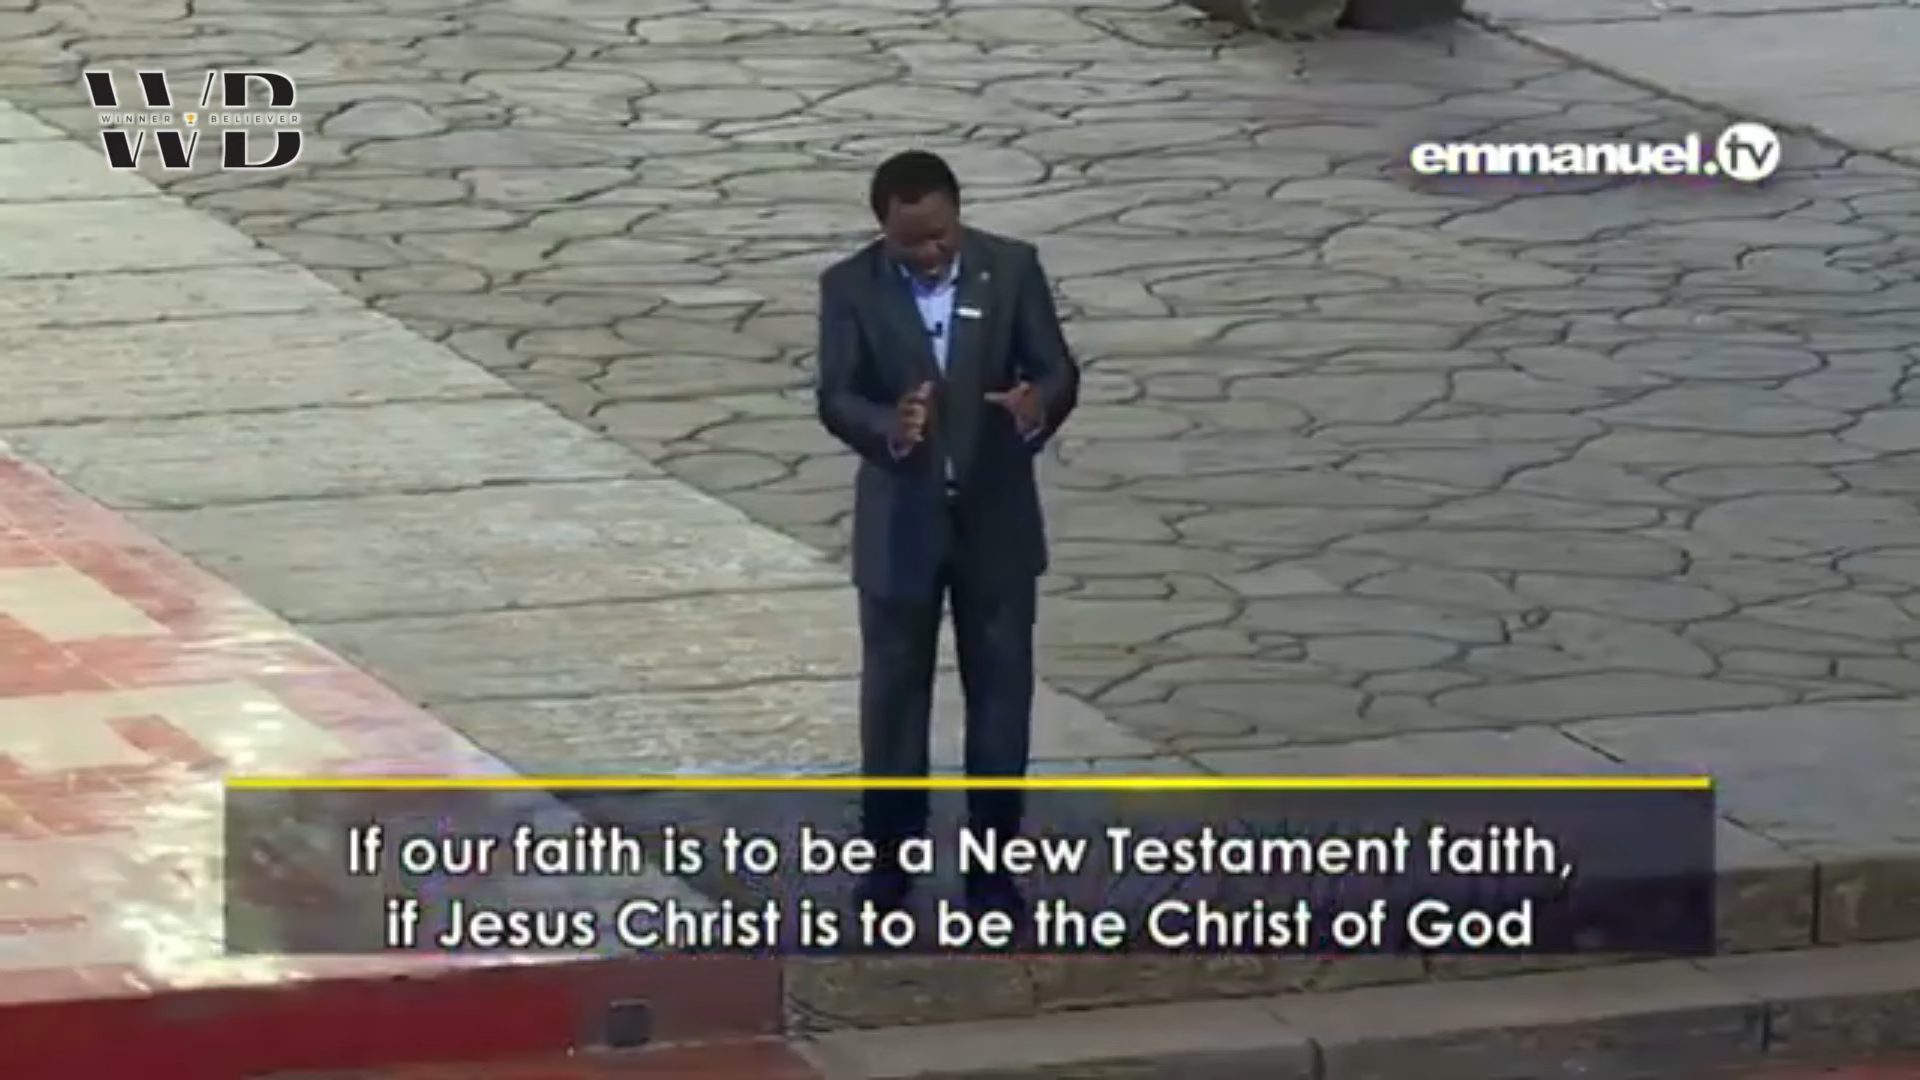 WB
WINNER BELIEVER
emmanuel.tv
If our faith is to be a New Testament faith,
if Jesus Christ is to be the Christ of God